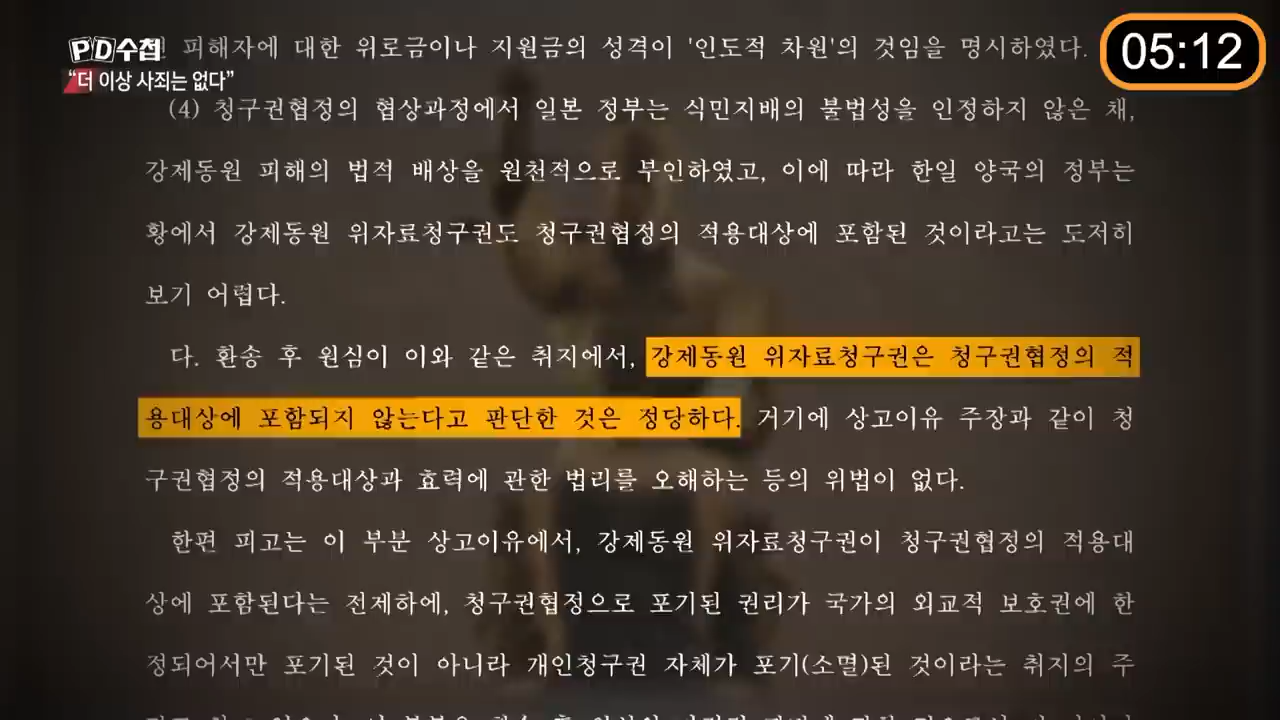 PD수첩
"더 이상 사죄는 없다"
05:12
피해자에 대한 위로금이나 지원금의 성격이 '인도적 차원'의 것임을 명시하였다.
(4) 청구권협정의 협상과정에서 일본 정부는 식민지배의 불법성을 인정하지 않은 채,
강제동원 피해의 법적 배상을 원천적으로 부인하였고, 이에 따라 한일 양국의 정부는
황에서 강제동원 위자료청구권도 청구권협정의 적용대상에 포함된 것이라고는 도저히
보기 어렵다.
다. 환송 후 원심이 이와 같은 취지에서, 강제동원 위자료청구권은 청구권협정의 적
용대상에 포함되지 않는다고 판단한 것은 정당하다. 거기에 상고이유 주장과 같이 청
구권협정의 적용대상과 효력에 관한 법리를 오해하는 등의 위법이 없다.
한편 피고는 이 부분 상고이유에서, 강제동원 위자료청구권이 청구권협정의 적용대
상에 포함된다는 전제하에, 청구권협정으로 포기된 권리가 국가의 외교적 보호권에 한
정되어서만 포기된 것이 아니라 개인청구권 자체가 포기(소멸)된 것이라는 취지의 주